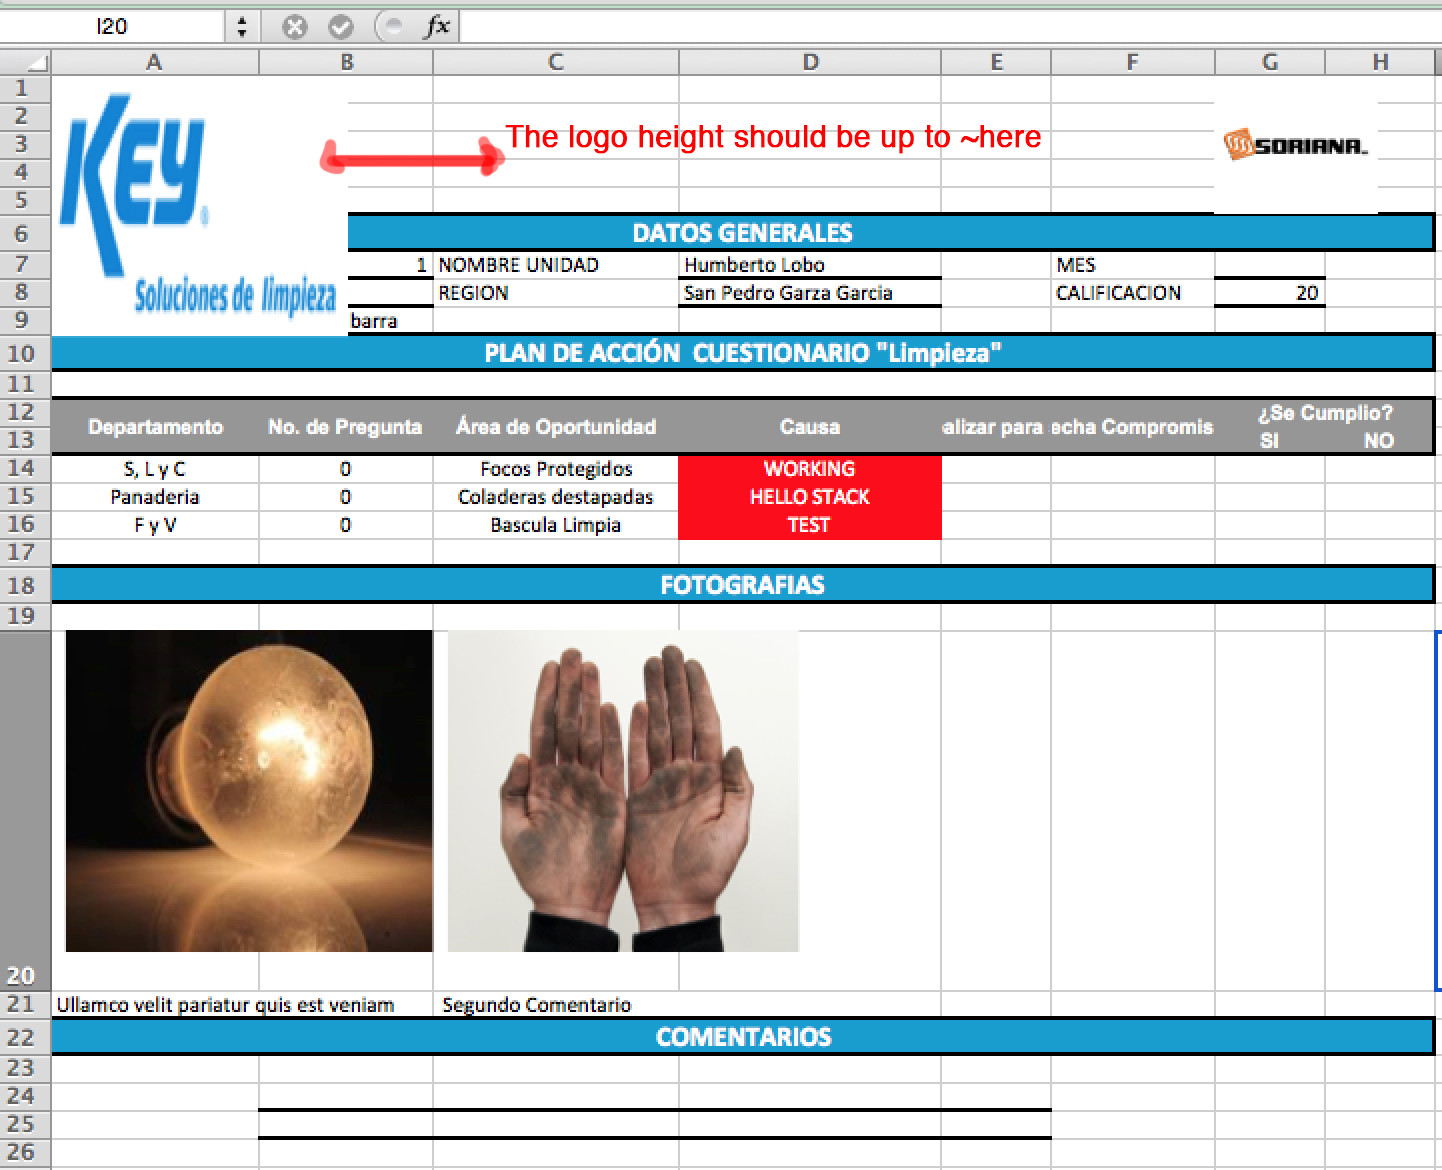 I20
fx
A B C D E F G H
1
2
KEY®
3 The logo height should be up to ~here
SORIANA
4
5
6 DATOS GENERALES
7 1 NOMBRE UNIDAD Humberto Lobo MES
Soluciones de limpieza
8 REGION San Pedro Garza Garcia CALIFICACION 20
9 barra
10 PLAN DE ACCIÓN CUESTIONARIO "Limpieza"
11
12 ¿Se Cumplio?
Departamento No. de Pregunta Área de Oportunidad Causa alizar para echa Compromis
13 SI NO
14 S, L y C 0 Focos Protegidos WORKING
15 Panaderia 0 Coladeras destapadas HELLO STACK
16 F y V 0 Bascula Limpia TEST
17
18 FOTOGRAFIAS
19
20
21 Ullamco velit pariatur quis est veniam Segundo Comentario
22 COMENTARIOS
23
24
25
26